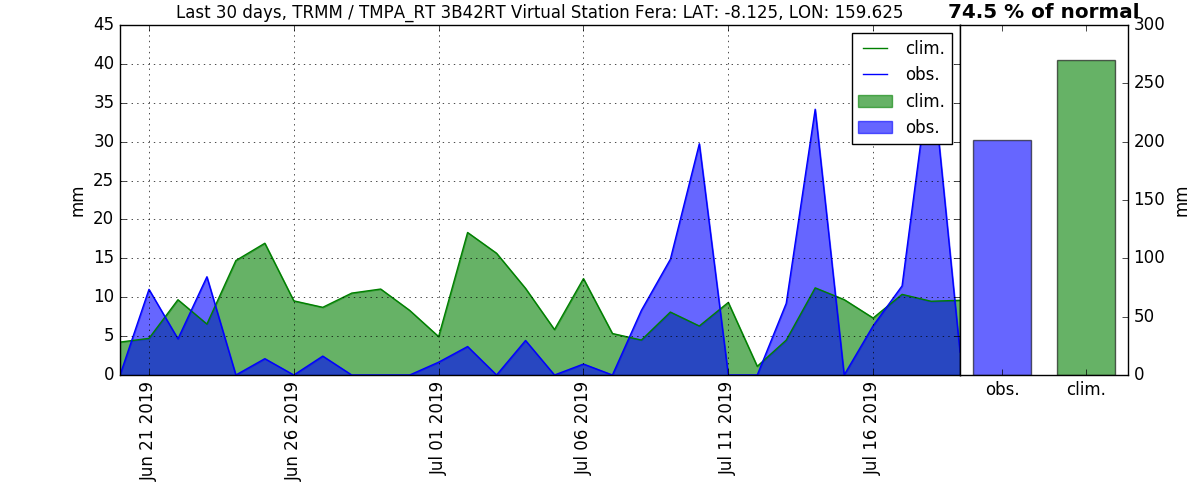 Last 30 days, TRMM / TMPA_RT 3B42RT Virtual Station Fera: LAT: -8.125, LON: 159.625
74.5 % of normal
45
40
35
30
25
20
15
10
5
0
mm
clim.
obs.
clim.
obs.
Jun 21 2019
Jun 26 2019
Jul 01 2019
Jul 06 2019
Jul 11 2019
Jul 16 2019
300
250
200
150
100
50
0
mm
obs.
clim.